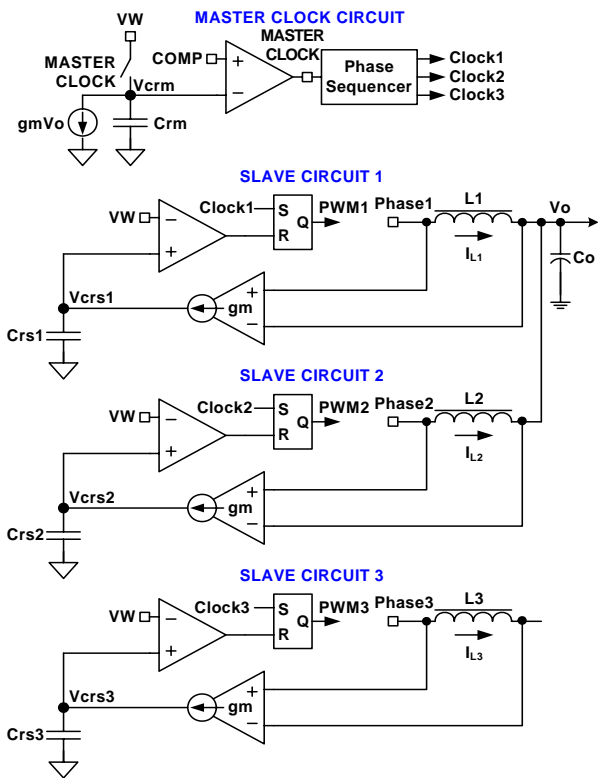 MASTER CLOCK CIRCUIT
VW
MASTER
CLOCK
MASTER
CLOCK
COMP
+
−
Vcrm
gmVo
Crm
Phase
Sequencer
Clock1
Clock2
Clock3
SLAVE CIRCUIT 1
VW
−
+
Clock1
S
R
Q
PWM1
Phase1
L1
IL1
Vo
Co
Vcrs1
Crs1
gm
+
−
SLAVE CIRCUIT 2
VW
−
+
Clock2
S
R
Q
PWM2
Phase2
L2
IL2
Vcrs2
Crs2
gm
+
−
SLAVE CIRCUIT 3
VW
−
+
Clock3
S
R
Q
PWM3
Phase3
L3
IL3
Vcrs3
Crs3
gm
+
−